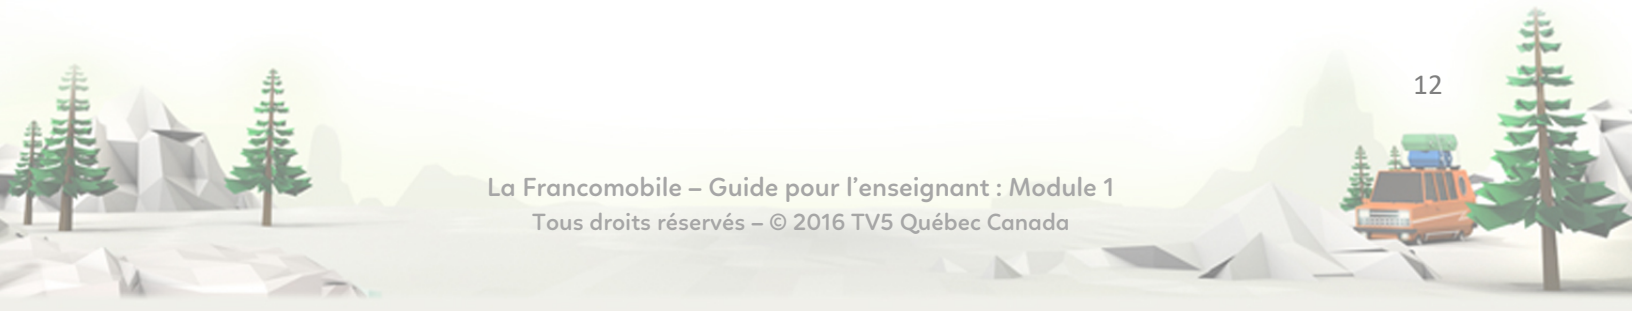 12
La Francomobile – Guide pour l’enseignant : Module 1
Tous droits réservés – © 2016 TV5 Québec Canada